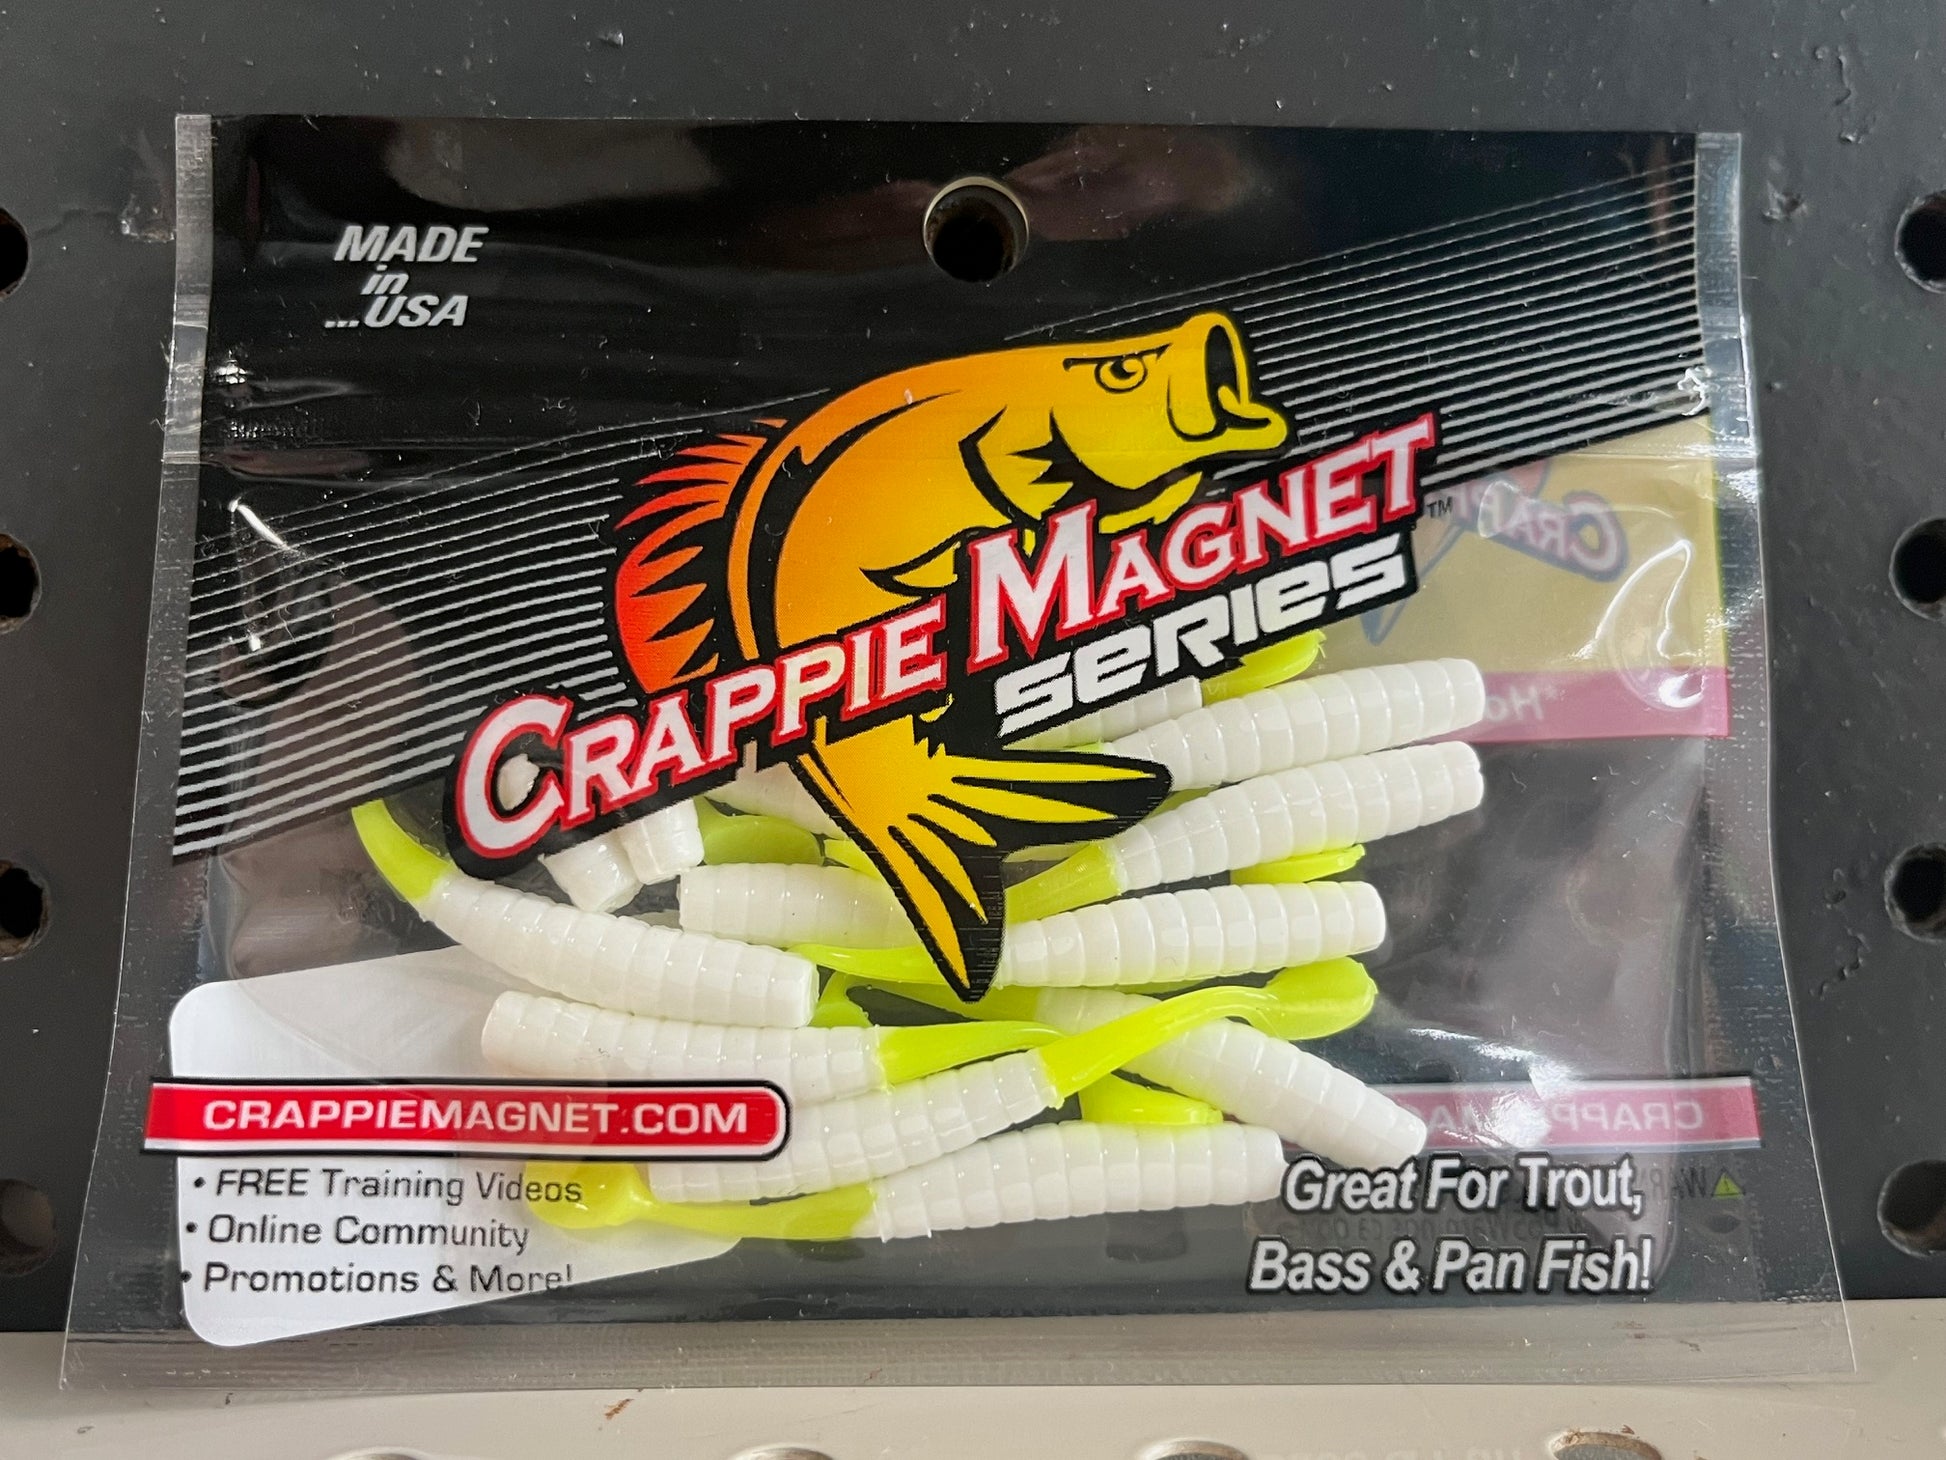 MADE
in
...USA
CRAPPIE MAGNET™
SERIES
CRAPPIEMAGNET.COM
• FREE Training Videos
• Online Community
• Promotions & More!
Great For Trout,
Bass & Pan Fish!